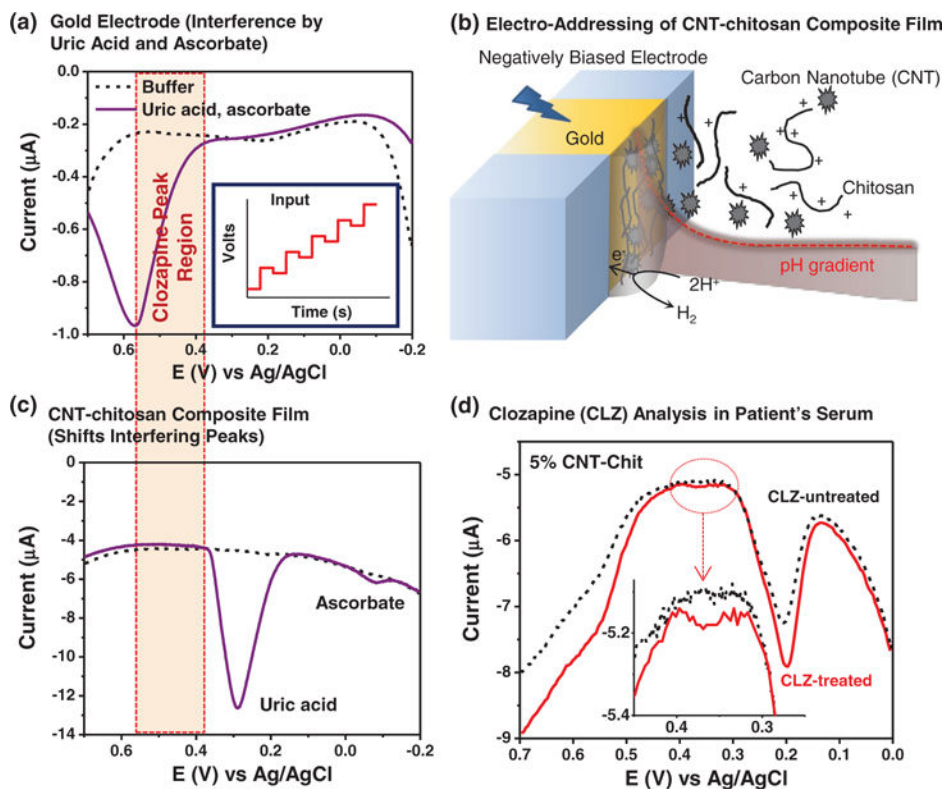 (a) Gold Electrode (Interference by
Uric Acid and Ascorbate)
0.0
-0.2
-0.4
-0.6
-0.8
-1.0
Current (µA)
Buffer
Uric acid, ascorbate
Clozapine Peak
Region
Input
Volts
Time (s)
0.6 0.4 0.2 0.0 -0.2
E (V) vs Ag/AgCl
(b) Electro-Addressing of CNT-chitosan Composite Film
Negatively Biased Electrode
Carbon Nanotube (CNT)
Gold
+
+
+
+
+
+
+
+
Chitosan
e-
2H+
H2
pH gradient
(c) CNT-chitosan Composite Film
(Shifts Interfering Peaks)
0
-2
-4
-6
-8
-10
-12
-14
Current (µA)
Ascorbate
Uric acid
0.6 0.4 0.2 0.0 -0.2
E (V) vs Ag/AgCl
(d) Clozapine (CLZ) Analysis in Patient's Serum
5% CNT-Chit
-5
-6
-7
-8
-9
Current (µA)
CLZ-untreated
CLZ-treated
-5.2
-5.4
0.4 0.3
0.7 0.6 0.5 0.4 0.3 0.2 0.1 0.0
E (V) vs Ag/AgCl